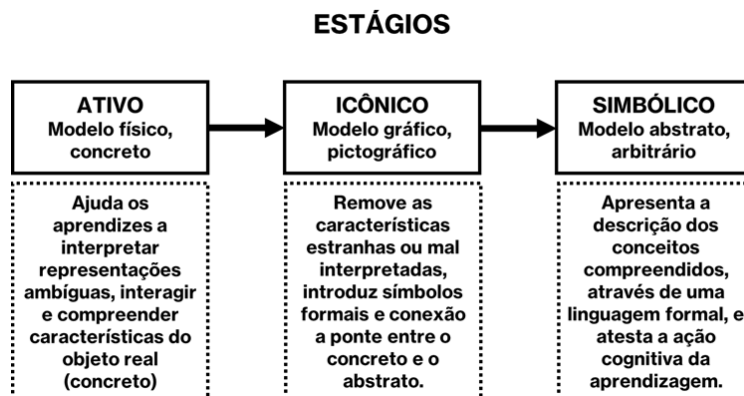 ESTÁGIOS
ATIVO
Modelo físico,
concreto
ICÔNICO
Modelo gráfico,
pictográfico
SIMBÓLICO
Modelo abstrato,
arbitrário
Ajuda os
aprendizes a
interpretar
representações
ambíguas, interagir
e compreender
características do
objeto real
(concreto)
Remove as
características
estranhas ou mal
interpretadas,
introduz símbolos
formais e conexão
a ponte entre o
concreto e o
abstrato.
Apresenta a
descrição dos
conceitos
compreendidos,
através de uma
linguagem formal, e
atesta a ação
cognitiva da
aprendizagem.